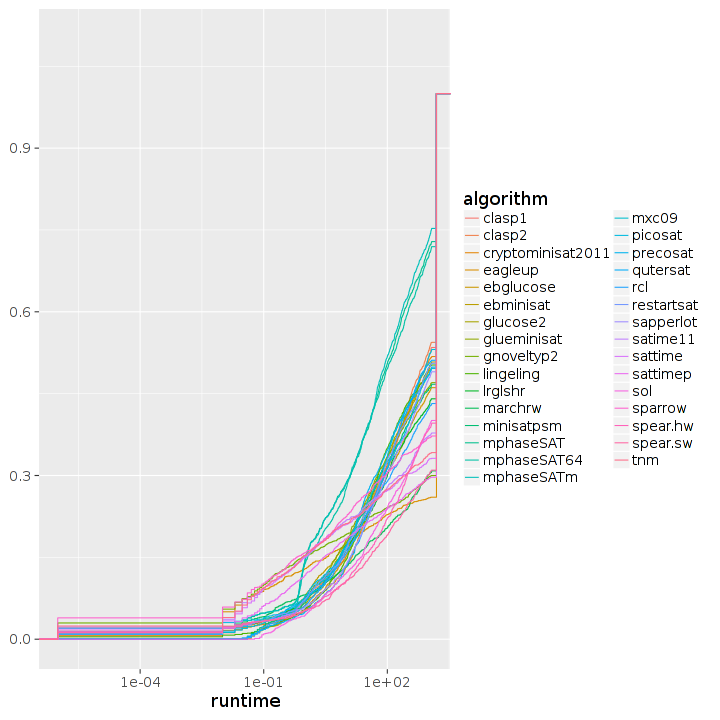 0.9
0.6
0.3
0.0
1e-04 1e-01 1e+02
runtime
algorithm
clasp1
clasp2
cryptominisat2011
eagleup
ebglucose
ebminisat
glucose2
glueminisat
gnoveltyp2
lingeling
lrglshr
marchrw
minisatpsm
mphaseSAT
mphaseSAT64
mphaseSATm
mxc09
picosat
precosat
qutersat
rcl
restartsat
sapperlot
satime11
sattime
sattimep
sol
sparrow
spear.hw
spear.sw
tnm